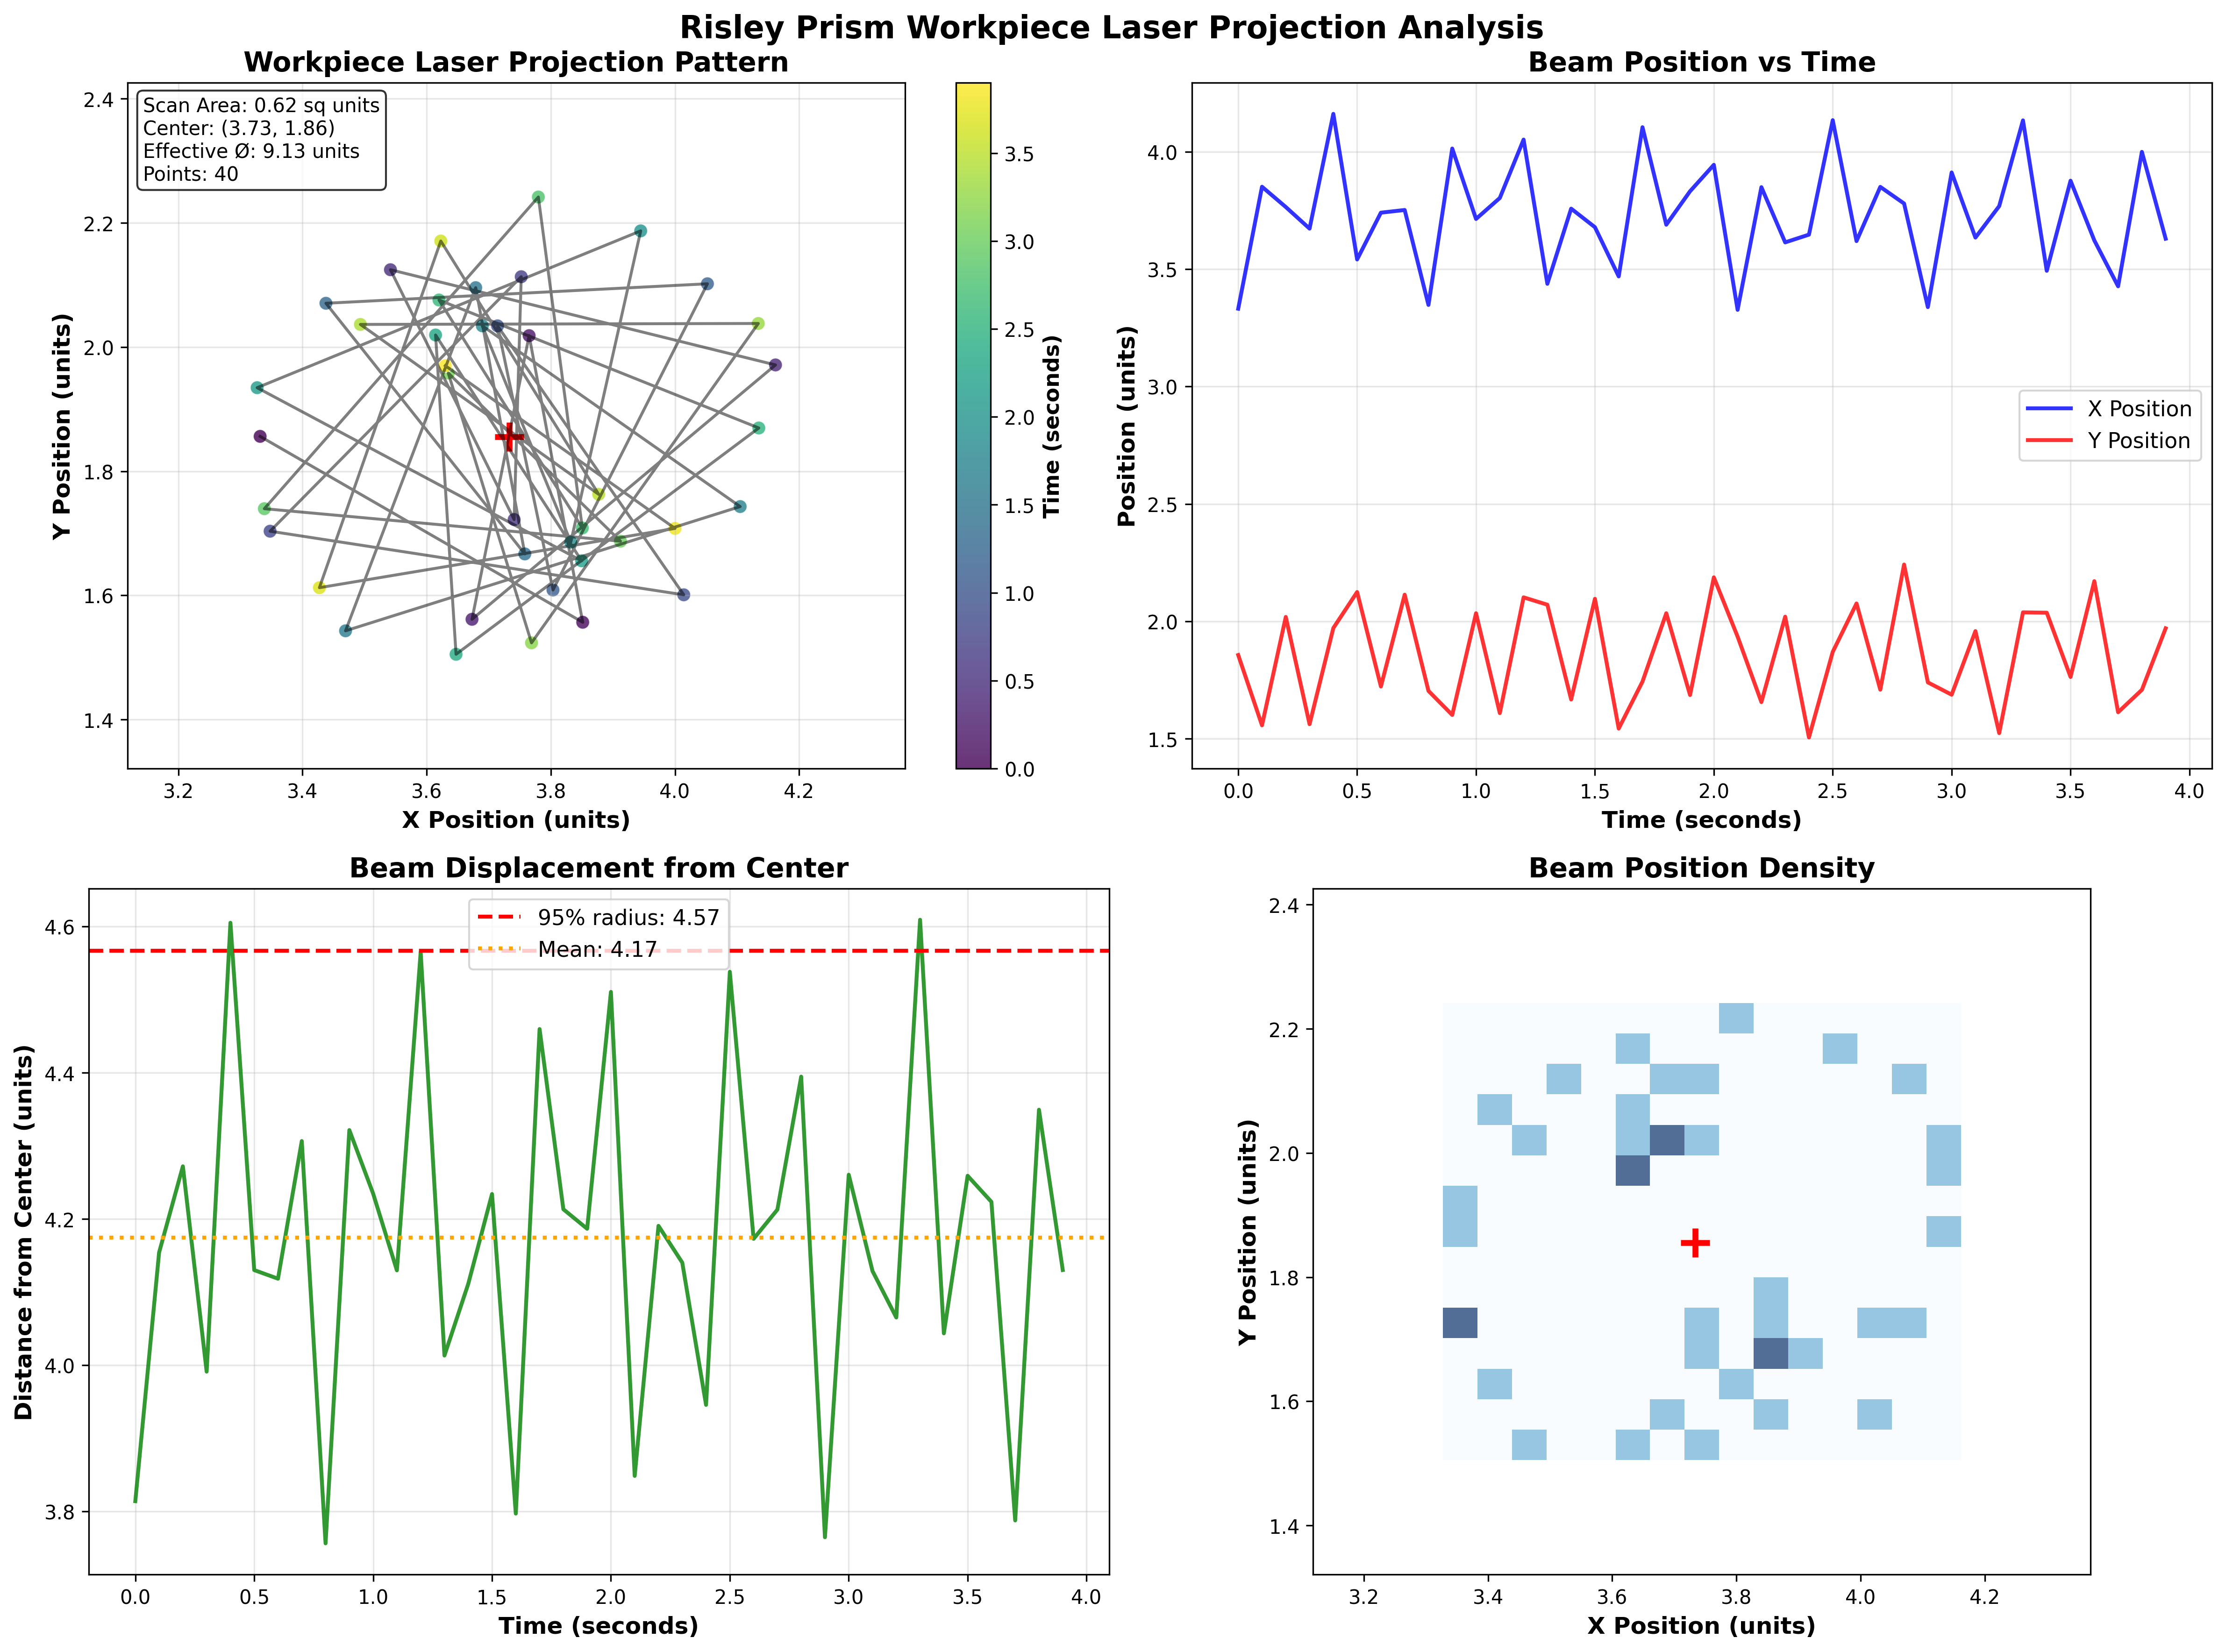 Risley Prism Workpiece Laser Projection Analysis
Workpiece Laser Projection Pattern
Scan Area: 0.62 sq units
Center: (3.73, 1.86)
Effective Ø: 9.13 units
Points: 40
2.4
2.2
2.0
1.8
1.6
1.4
Y Position (units)
3.2 3.4 3.6 3.8 4.0 4.2
X Position (units)
3.5
3.0
2.5
2.0
1.5
1.0
0.5
0.0
Time (seconds)
Beam Position vs Time
4.0
3.5
3.0
2.5
2.0
1.5
Position (units)
X Position
Y Position
0.0 0.5 1.0 1.5 2.0 2.5 3.0 3.5 4.0
Time (seconds)
Beam Displacement from Center
95% radius: 4.57
Mean: 4.17
4.6
4.4
4.2
4.0
3.8
Distance from Center (units)
0.0 0.5 1.0 1.5 2.0 2.5 3.0 3.5 4.0
Time (seconds)
Beam Position Density
2.4
2.2
2.0
1.8
1.6
1.4
Y Position (units)
3.2 3.4 3.6 3.8 4.0 4.2
X Position (units)